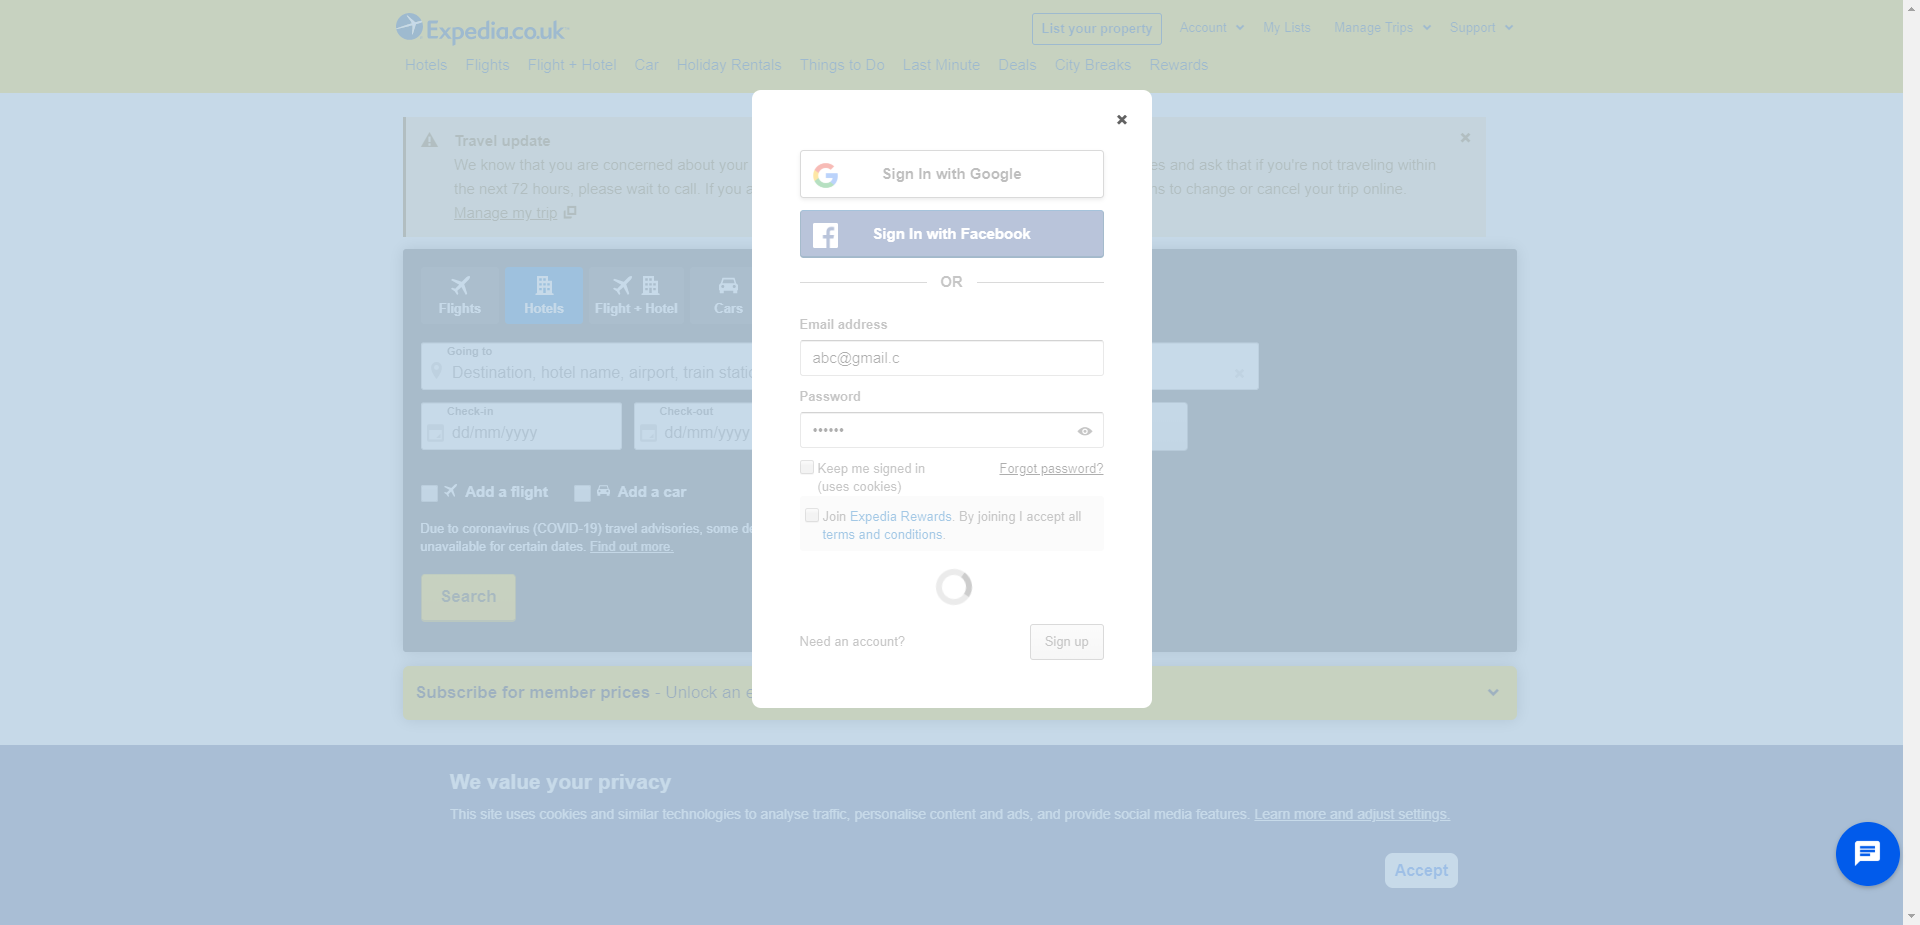 Expedia.co.uk
List your property
Account
My Lists
Manage Trips
Support
Hotels
Flights
Flight + Hotel
Car
Holiday Rentals
Things to Do
Last Minute
Deals
City Breaks
Rewards
Travel update
We know that you are concerned about your
es and ask that if you're not traveling within
the next 72 hours, please wait to call. If you a
ns to change or cancel your trip online.
Manage my trip
Flights
Hotels
Flight + Hotel
Cars
Going to
Destination, hotel name, airport, train static
Check-in
dd/mm/yyyy
Check-out
dd/mm/yyyy
Add a flight
Add a car
Due to coronavirus (COVID-19) travel advisories, some de
unavailable for certain dates. Find out more.
Search
Subscribe for member prices - Unlock an e
Sign In with Google
Sign In with Facebook
OR
Email address
abc@gmail.c
Password
••••••
Keep me signed in
(uses cookies)
Forgot password?
Join Expedia Rewards. By joining I accept all
terms and conditions.
Need an account?
Sign up
We value your privacy
This site uses cookies and similar technologies to analyse traffic, personalise content and ads, and provide social media features. Learn more and adjust settings.
Accept